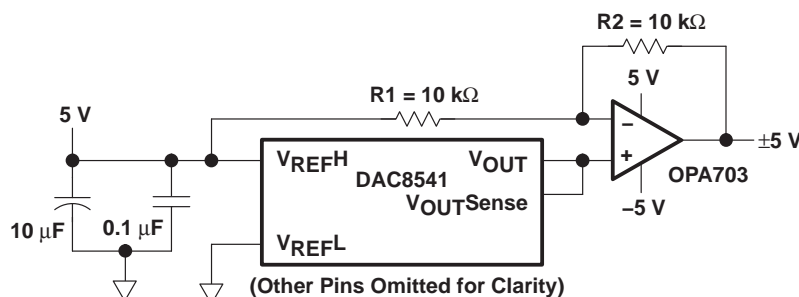 R2 = 10 kΩ
5 V
R1 = 10 kΩ
5 V
–
+
±5 V
OPA703
–5 V
VREFH
VOUT
DAC8541
VOUTSense
VREFL
10 µF
0.1 µF
(Other Pins Omitted for Clarity)